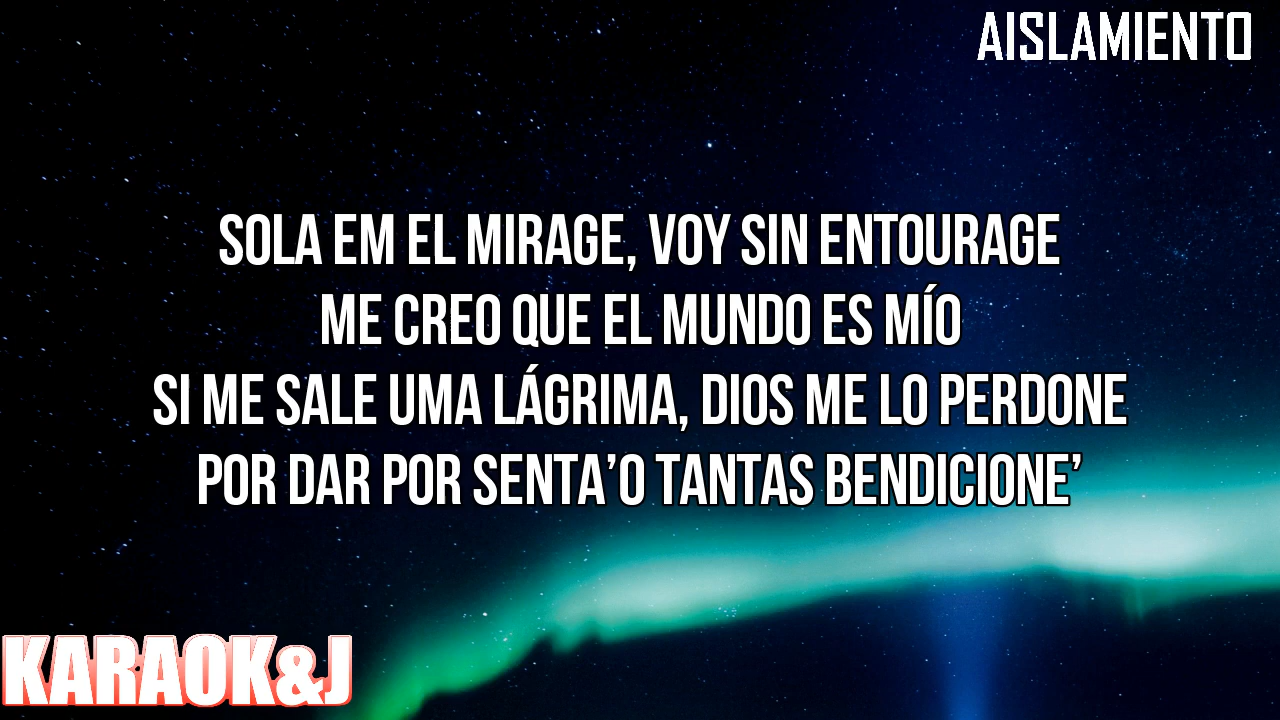 AISLAMIENTO
SOLA EM EL MIRAGE, VOY SIN ENTOURAGE
ME CREO QUE EL MUNDO ES MÍO
SI ME SALE UMA LÁGRIMA, DIOS ME LO PERDONE
POR DAR POR SENTA’O TANTAS BENDICIONE’
KARAOK&J